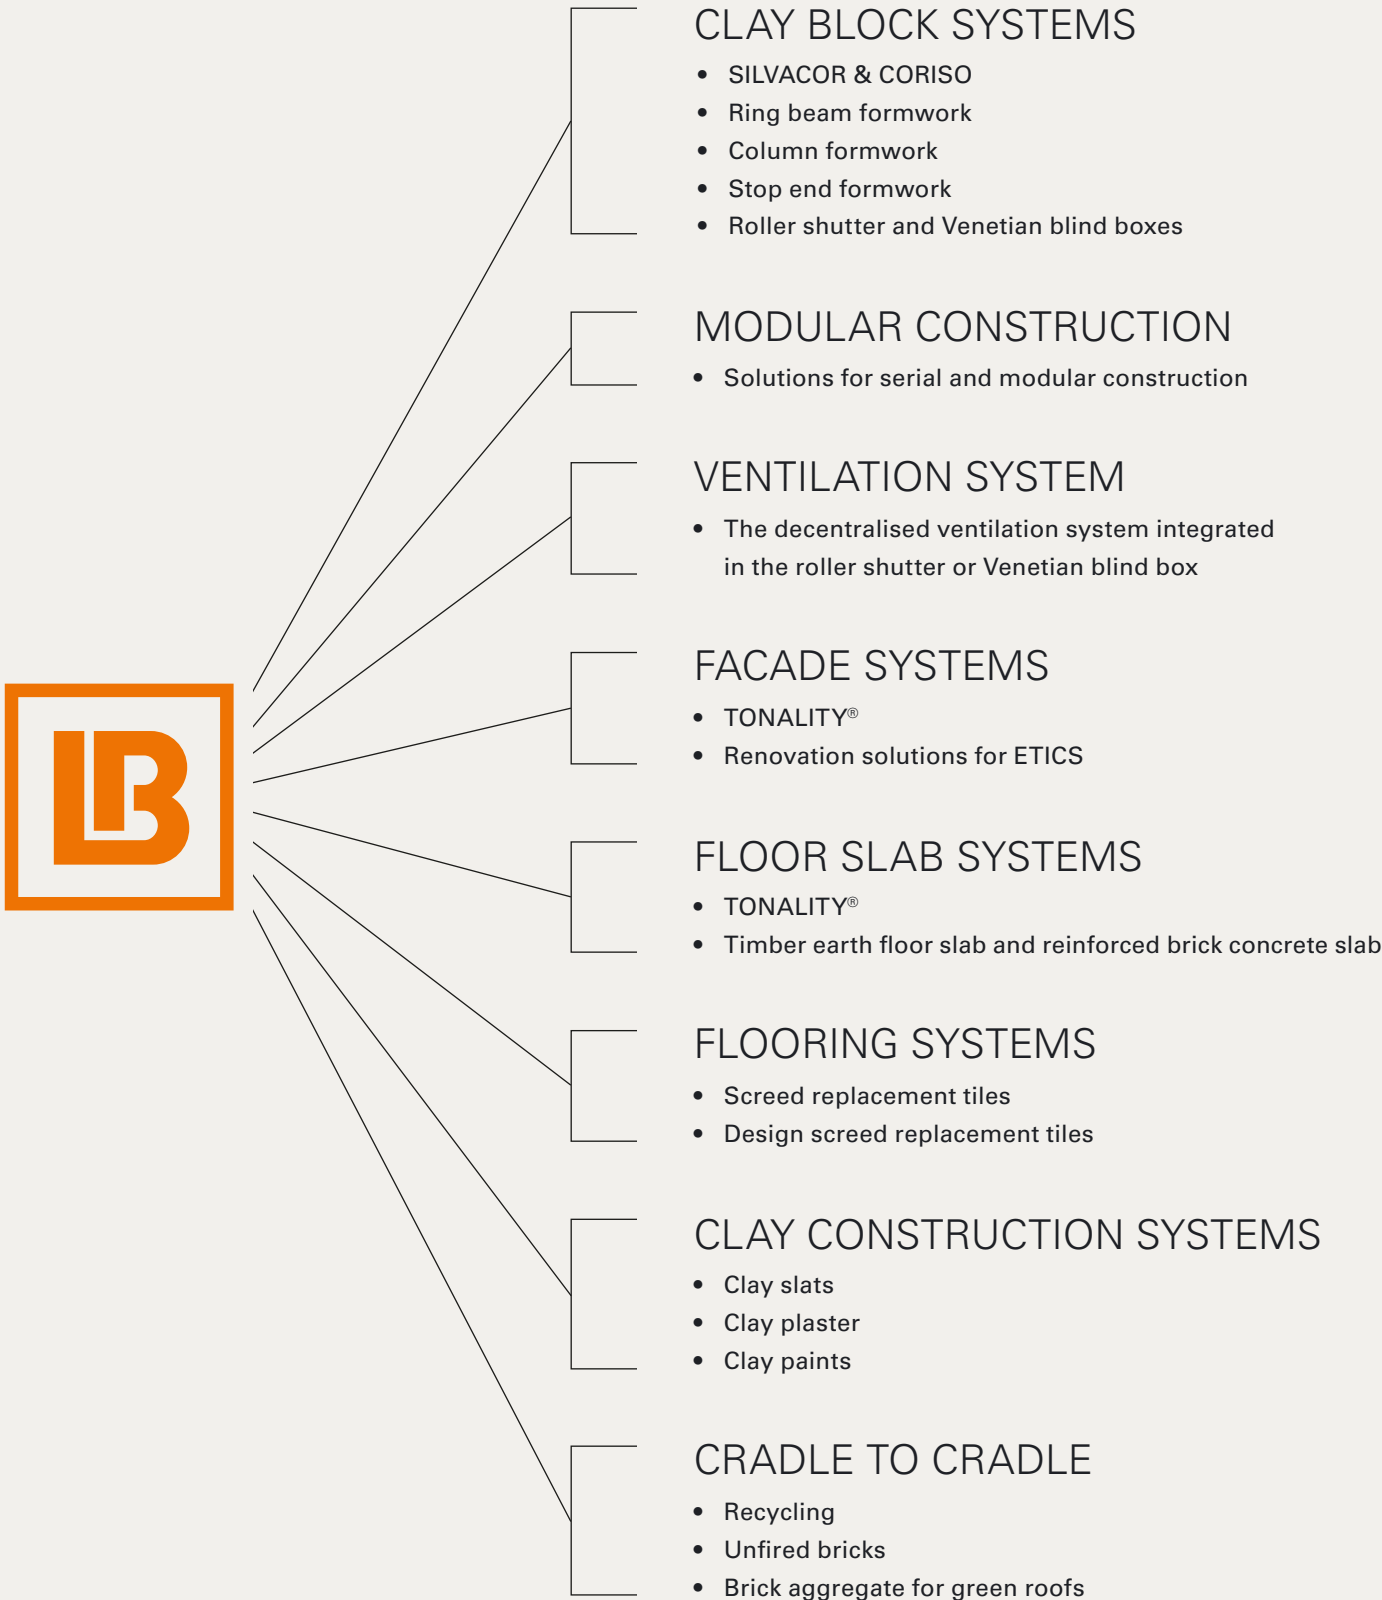 CLAY BLOCK SYSTEMS
• SILVACOR & CORISO
• Ring beam formwork
• Column formwork
• Stop end formwork
• Roller shutter and Venetian blind boxes
MODULAR CONSTRUCTION
• Solutions for serial and modular construction
VENTILATION SYSTEM
• The decentralised ventilation system integrated
in the roller shutter or Venetian blind box
FACADE SYSTEMS
• TONALITY®
• Renovation solutions for ETICS
LB
FLOOR SLAB SYSTEMS
• TONALITY®
• Timber earth floor slab and reinforced brick concrete slab
FLOORING SYSTEMS
• Screed replacement tiles
• Design screed replacement tiles
CLAY CONSTRUCTION SYSTEMS
• Clay slats
• Clay plaster
• Clay paints
CRADLE TO CRADLE
• Recycling
• Unfired bricks
• Brick aggregate for green roofs